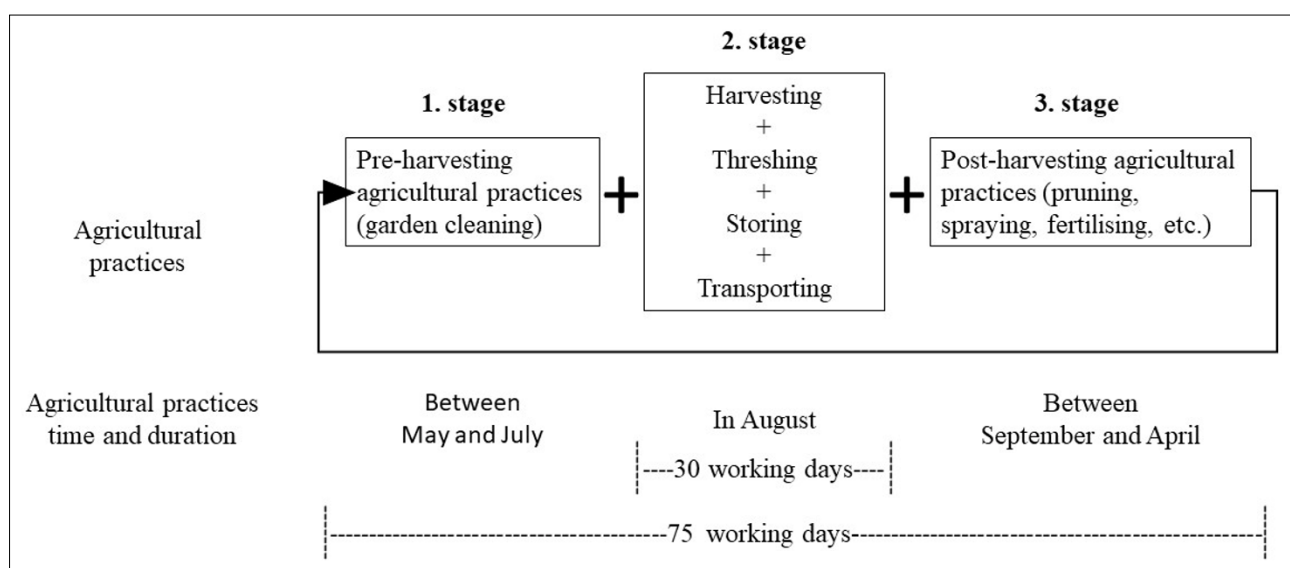 2. stage
1. stage
3. stage
Harvesting
+
Threshing
+
Storing
+
Transporting
Pre-harvesting
agricultural practices
(garden cleaning)
+
+
Post-harvesting agricultural
practices (pruning,
spraying, fertilising, etc.)
Agricultural
practices
Agricultural practices
time and duration
Between
May and July
In August
Between
September and April
30 working days
75 working days